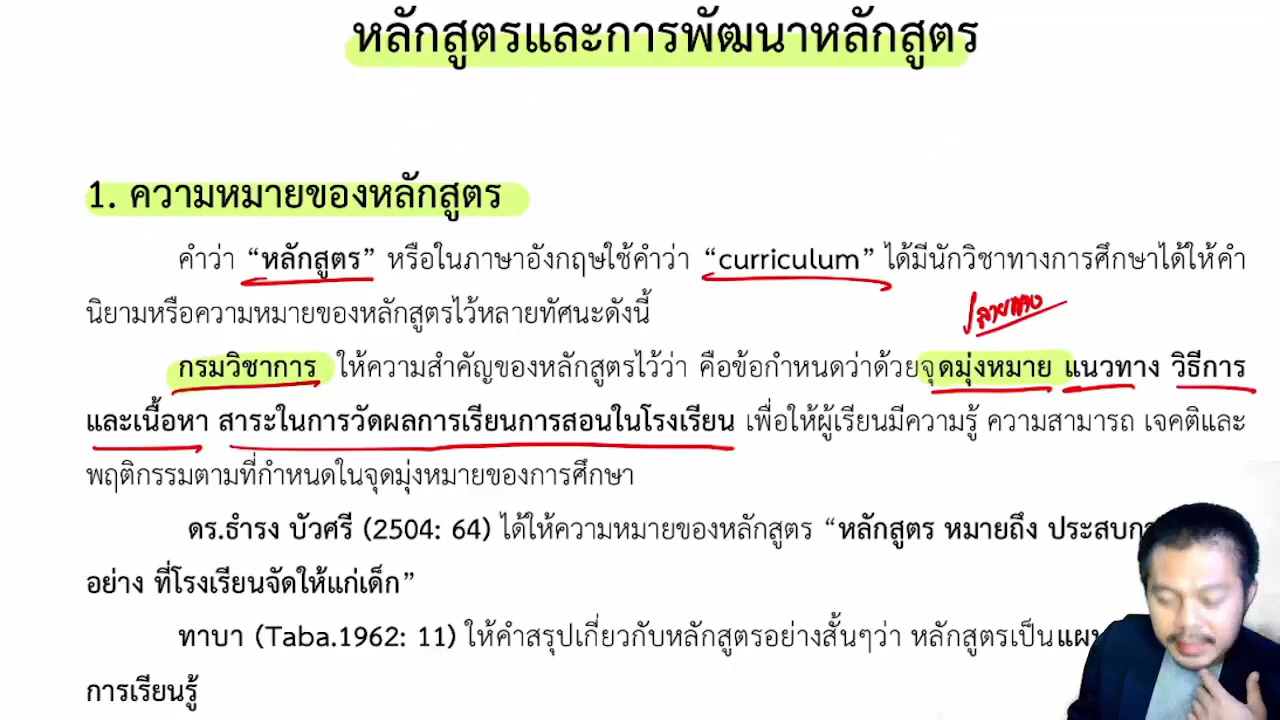 หลักสูตรและการพัฒนาหลักสูตร
1. ความหมายของหลักสูตร
คำว่า “หลักสูตร” หรือในภาษาอังกฤษใช้คำว่า “curriculum” ได้มีนักวิชาทางการศึกษาได้ให้คำ
นิยามหรือความหมายของหลักสูตรไว้หลายทัศนะดังนี้
กรมวิชาการ ให้ความสำคัญของหลักสูตรไว้ว่า คือข้อกำหนดว่าด้วยจุดมุ่งหมาย แนวทาง วิธีการ
และเนื้อหา สาระในการวัดผลการเรียนการสอนในโรงเรียน เพื่อให้ผู้เรียนมีความรู้ ความสามารถ เจคติและ
พฤติกรรมตามที่กำหนดในจุดมุ่งหมายของการศึกษา
ดร.ธำรง บัวศรี (2504: 64) ได้ให้ความหมายของหลักสูตร “หลักสูตร หมายถึง
อย่าง ที่โรงเรียนจัดให้แก่เด็ก”
ทาบา (Taba.1962: 11) ให้คำสรุปเกี่ยวกับหลักสูตรอย่างสั้นๆว่า หลักสูตรเป็น
การเรียนรู้